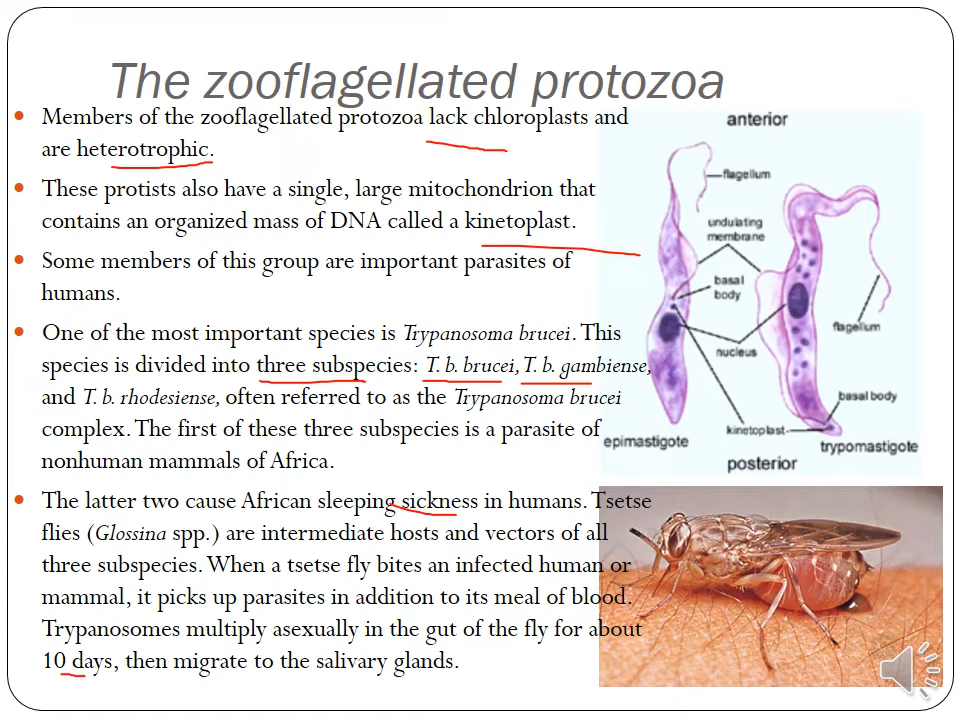 The zooflagellated protozoa
Members of the zooflagellated protozoa lack chloroplasts and
are heterotrophic.
These protists also have a single, large mitochondrion that
contains an organized mass of DNA called a kinetoplast.
Some members of this group are important parasites of
humans.
One of the most important species is Trypanosoma brucei. This
species is divided into three subspecies: T. b. brucei, T. b. gambiense,
and T. b. rhodesiense, often referred to as the Trypanosoma brucei
complex. The first of these three subspecies is a parasite of
nonhuman mammals of Africa.
The latter two cause African sleeping sickness in humans. Tsetse
flies (Glossina spp.) are intermediate hosts and vectors of all
three subspecies. When a tsetse fly bites an infected human or
mammal, it picks up parasites in addition to its meal of blood.
Trypanosomes multiply asexually in the gut of the fly for about
10 days, then migrate to the salivary glands.
anterior
flagellum
undulating
membrane
basal
body
flagellum
nucleus
basal body
kinetoplast
epimastigote
trypomastigote
posterior